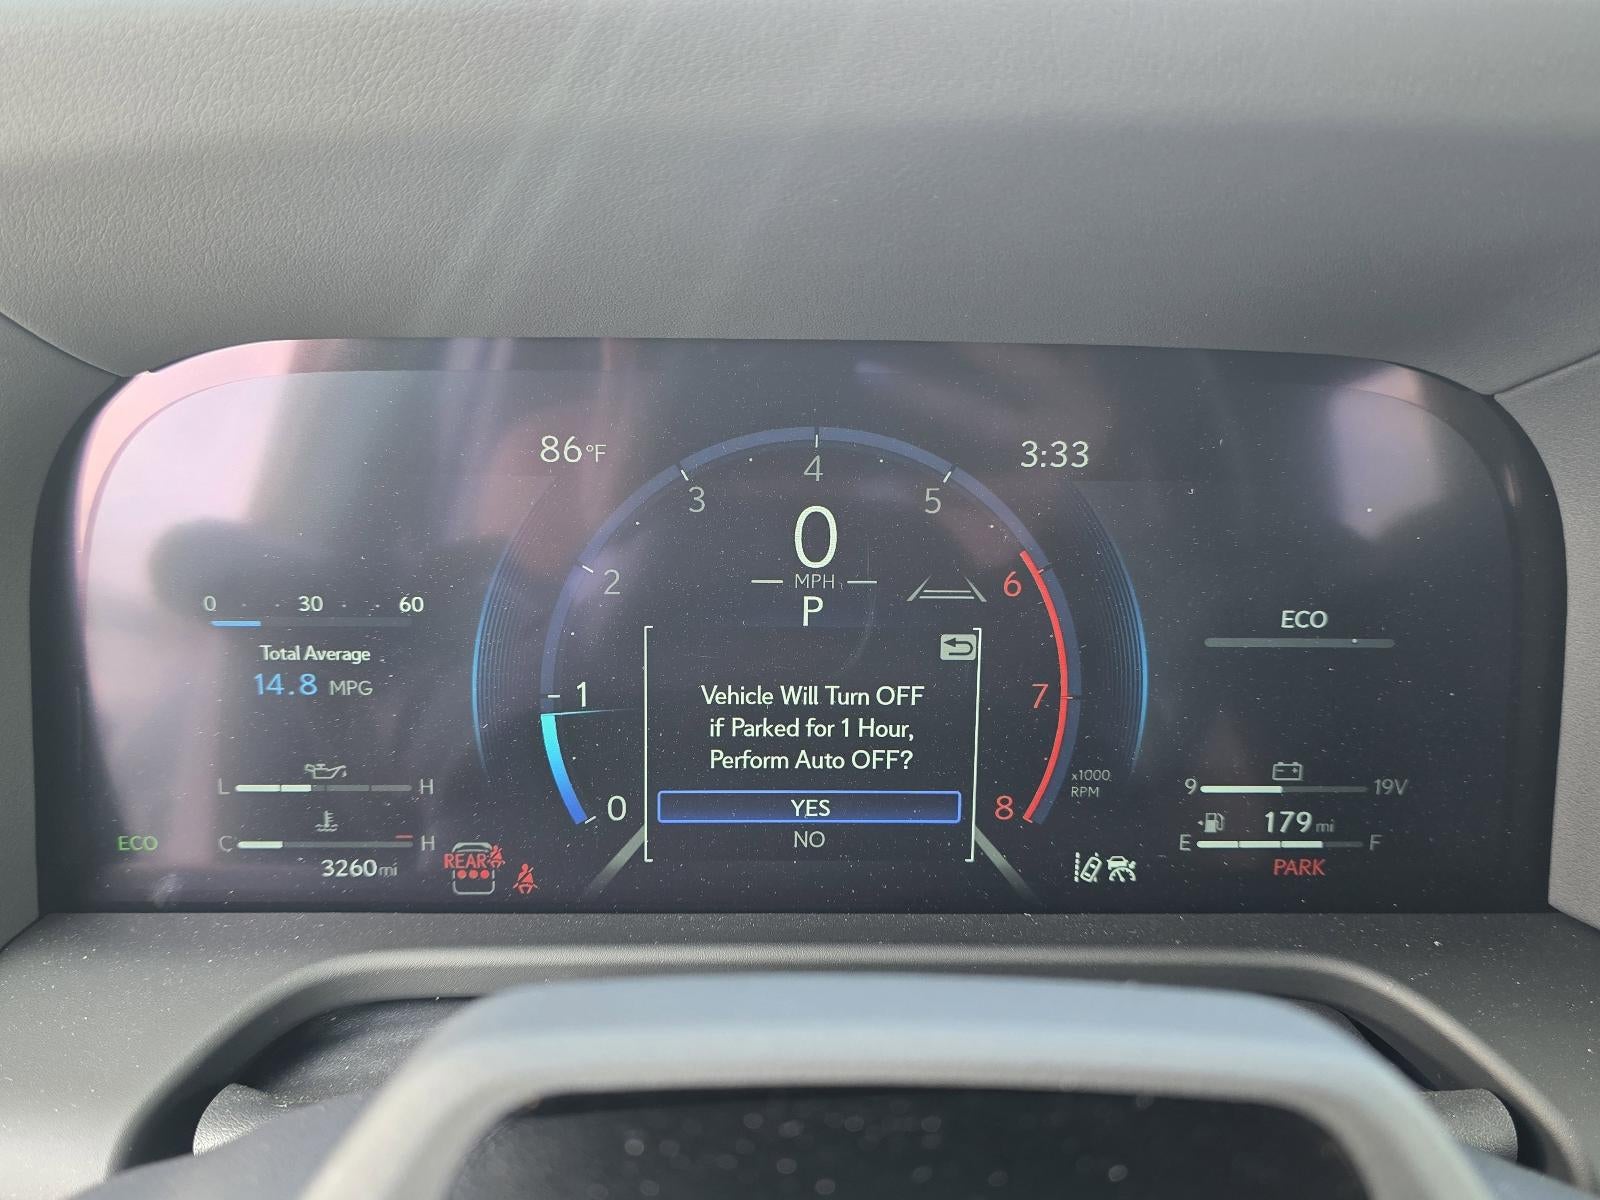 86°F
3:33
4
3
5
0
2
MPH
6
P
0 30 60
ECO
Total Average
14.8 MPG
1
Vehicle Will Turn OFF
if Parked for 1 Hour,
Perform Auto OFF?
7
x1000
RPM
L H
9 19V
0
YES
8
NO
179 mi
ECO
C H
E F
3260mi
REAR
PARK